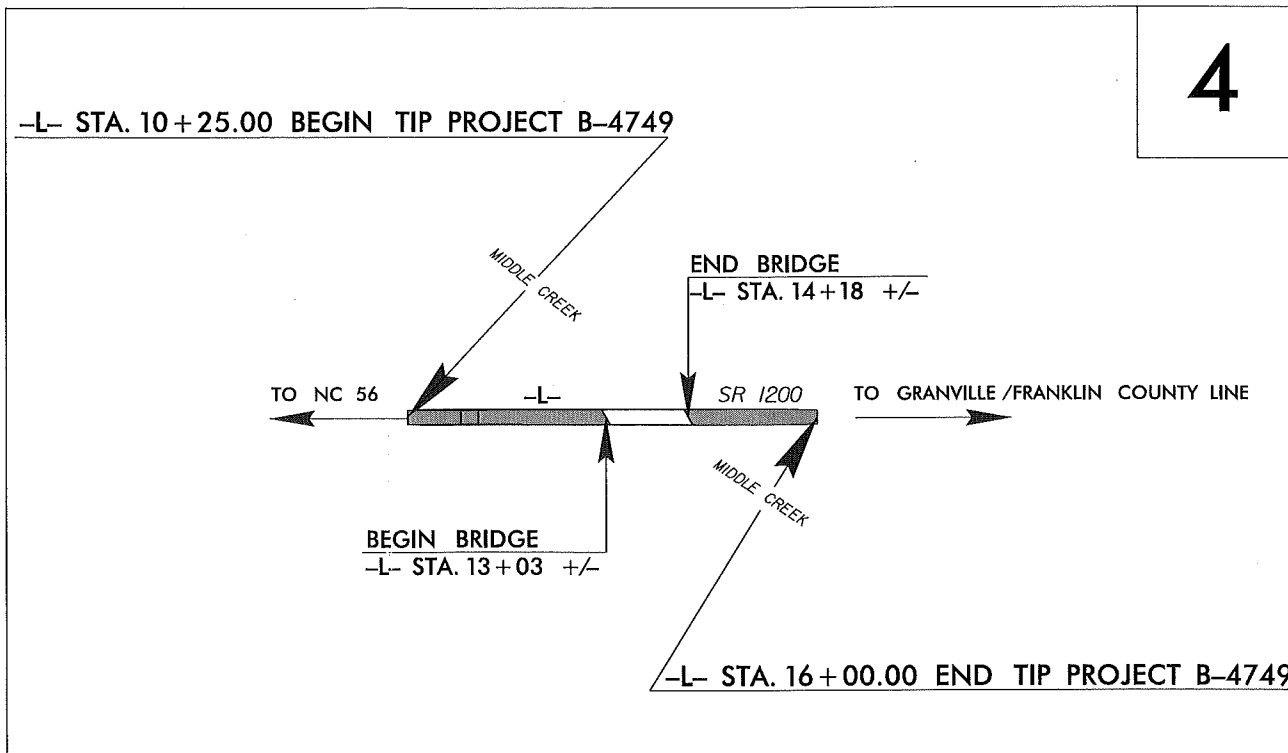 4
–L– STA. 10+25.00 BEGIN TIP PROJECT B–4749
MIDDLE CREEK
END BRIDGE
–L– STA. 14+18 +/–
TO NC 56
–L–
SR 1200
TO GRANVILLE/FRANKLIN COUNTY LINE
MIDDLE CREEK
BEGIN BRIDGE
–L– STA. 13+03 +/–
–L– STA. 16+00.00 END TIP PROJECT B–4749